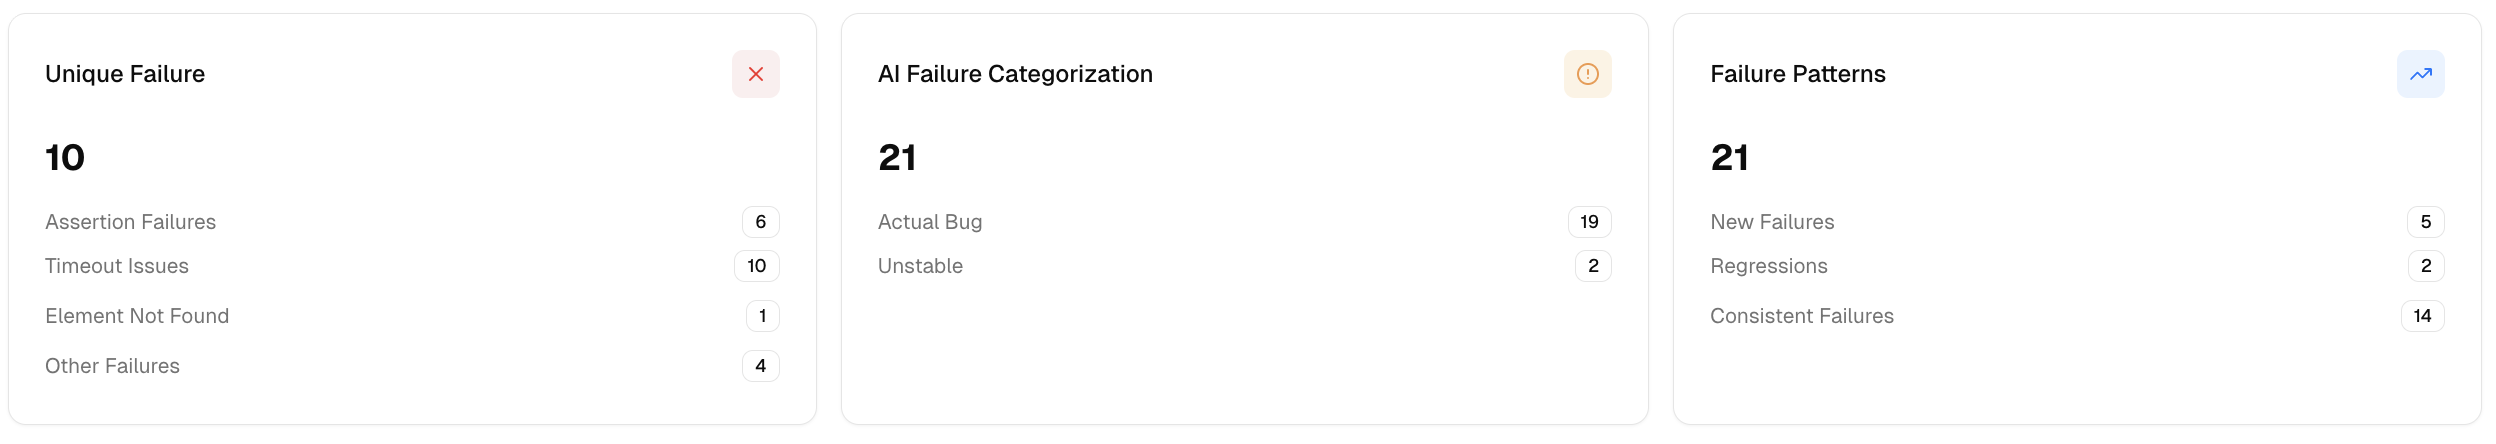 Unique Failure
10
Assertion Failures 6
Timeout Issues 10
Element Not Found 1
Other Failures 4
AI Failure Categorization
21
Actual Bug 19
Unstable 2
Failure Patterns
21
New Failures 5
Regressions 2
Consistent Failures 14